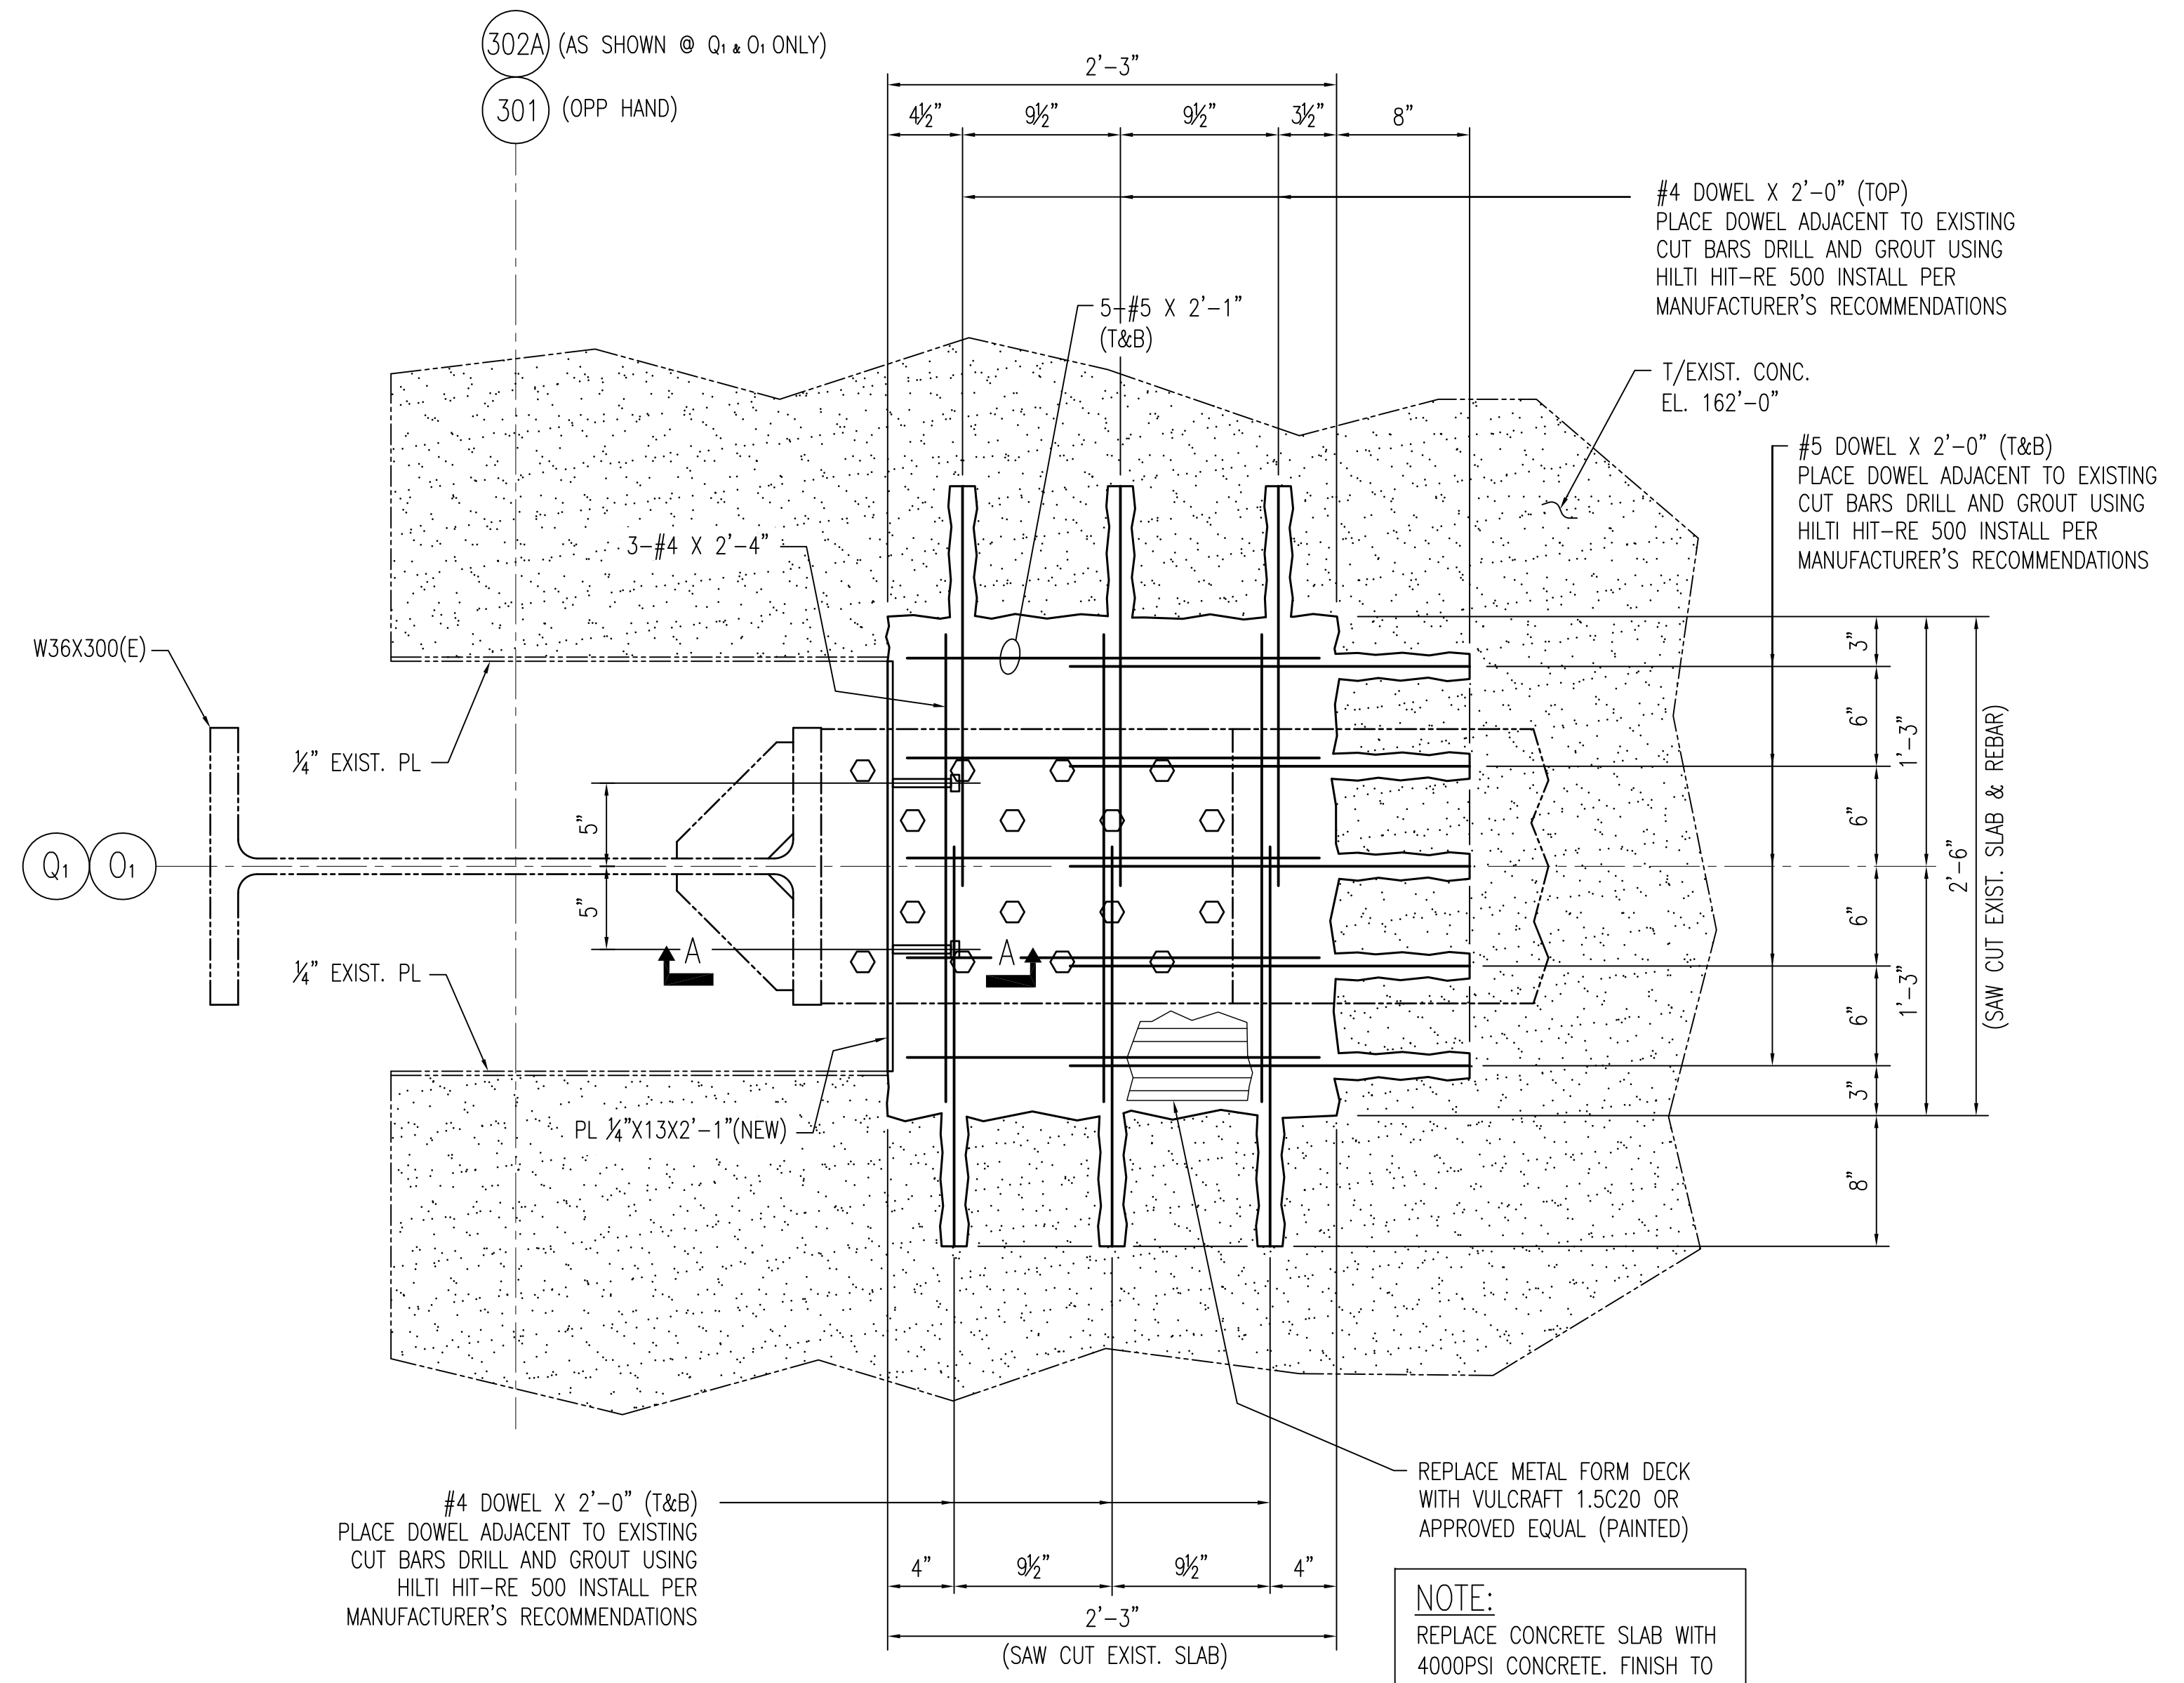 302A (AS SHOWN @ Q1 & O1 ONLY)
301 (OPP HAND)
2'-3"
4½" 9½" 9½" 3½" 8"
#4 DOWEL X 2'-0" (TOP)
PLACE DOWEL ADJACENT TO EXISTING
CUT BARS DRILL AND GROUT USING
HILTI HIT-RE 500 INSTALL PER
MANUFACTURER'S RECOMMENDATIONS
5-#5 X 2'-1"
(T&B)
T/EXIST. CONC.
EL. 162'-0"
#5 DOWEL X 2'-0" (T&B)
PLACE DOWEL ADJACENT TO EXISTING
CUT BARS DRILL AND GROUT USING
HILTI HIT-RE 500 INSTALL PER
MANUFACTURER'S RECOMMENDATIONS
3-#4 X 2'-4"
W36X300(E)
¼" EXIST. PL
Q1 O1
5"
5"
A A
¼" EXIST. PL
PL ¼"X13X2'-1"(NEW)
3"
6"
6"
6"
6"
3"
8"
1'-3"
1'-3"
2'-6"
(SAW CUT EXIST. SLAB & REBAR)
#4 DOWEL X 2'-0" (T&B)
PLACE DOWEL ADJACENT TO EXISTING
CUT BARS DRILL AND GROUT USING
HILTI HIT-RE 500 INSTALL PER
MANUFACTURER'S RECOMMENDATIONS
REPLACE METAL FORM DECK
WITH VULCRAFT 1.5C20 OR
APPROVED EQUAL (PAINTED)
4" 9½" 9½" 4"
2'-3"
(SAW CUT EXIST. SLAB)
NOTE:
REPLACE CONCRETE SLAB WITH
4000PSI CONCRETE. FINISH TO